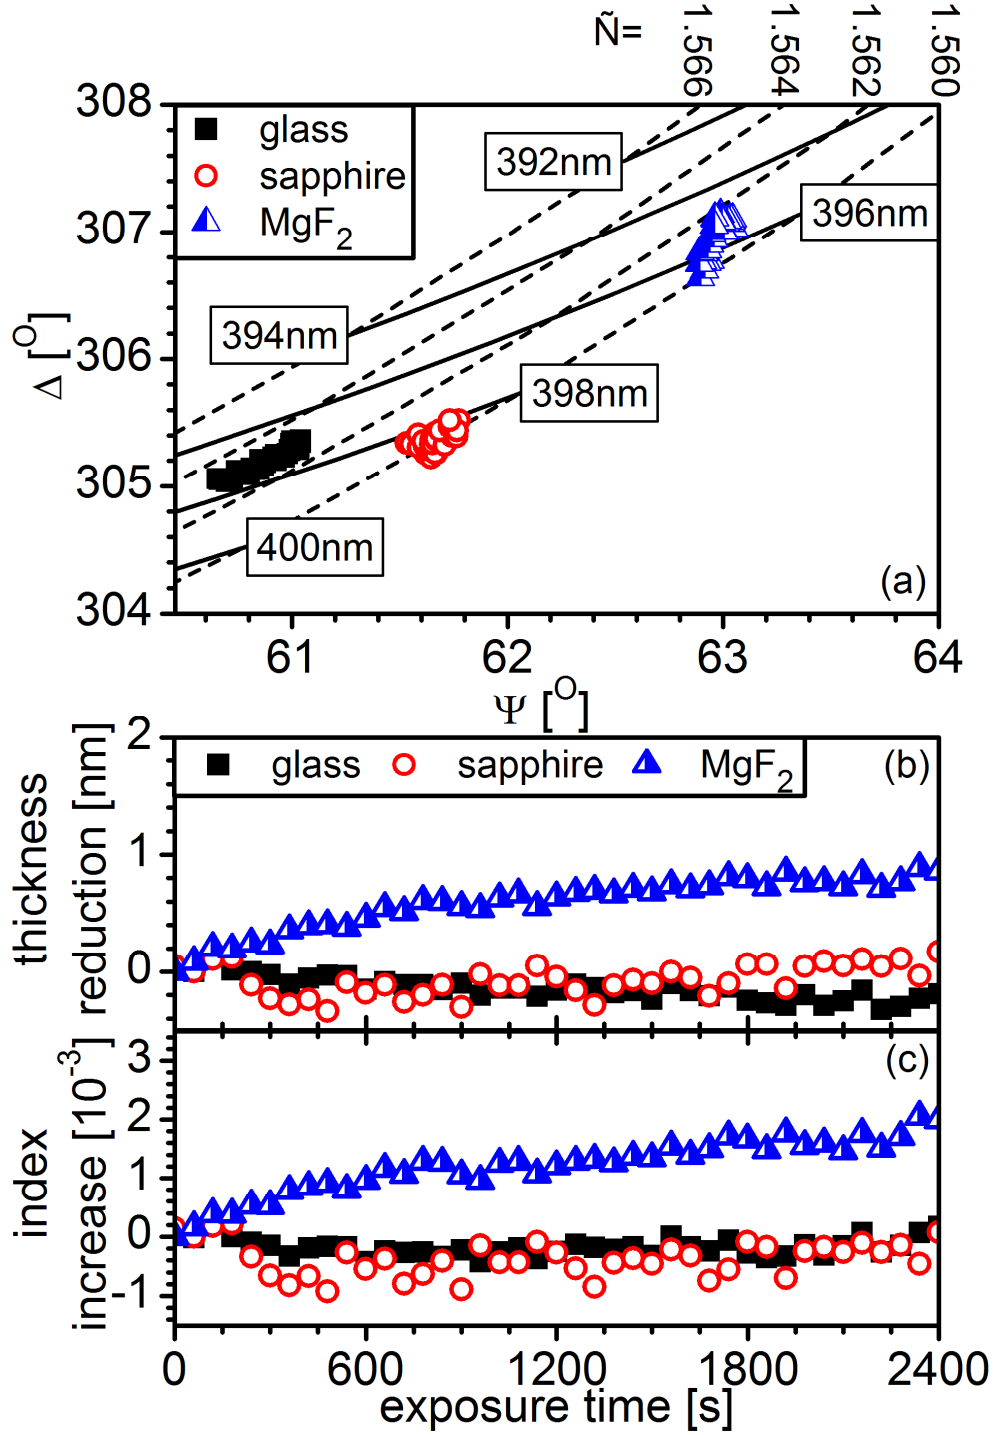 Ñ= 1.566 1.564 1.562 1.560
308
307
306
305
304
Δ [O]
glass
sapphire
MgF2
392nm
396nm
394nm
398nm
400nm
(a)
61 62 63 64
Ψ [O]
2
1
0
thickness
reduction [nm]
glass sapphire MgF2
(b)
3
2
1
0
-1
index
increase [10-3]
(c)
0 600 1200 1800 2400
exposure time [s]